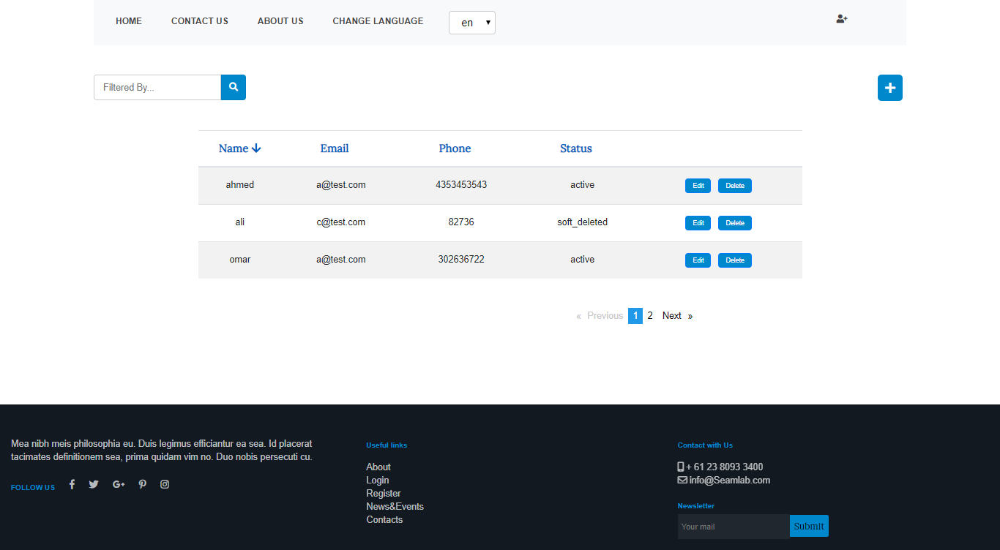 HOME CONTACT US ABOUT US CHANGE LANGUAGE en
Filtered By...
Name Email Phone Status
ahmed a@test.com 4353453543 active Edit Delete
ali c@test.com 82736 soft_deleted Edit Delete
omar a@test.com 302636722 active Edit Delete
« Previous 1 2 Next »
Mea nibh meis philosophia eu. Duis legimus efficiantur ea sea. Id placerat
tacimates definitionem sea, prima quidam vim no. Duo nobis persecuti cu.
FOLLOW US
Useful links
About
Login
Register
News&Events
Contacts
Contact with Us
+ 61 23 8093 3400
info@Seamlab.com
Newsletter
Your mail Submit